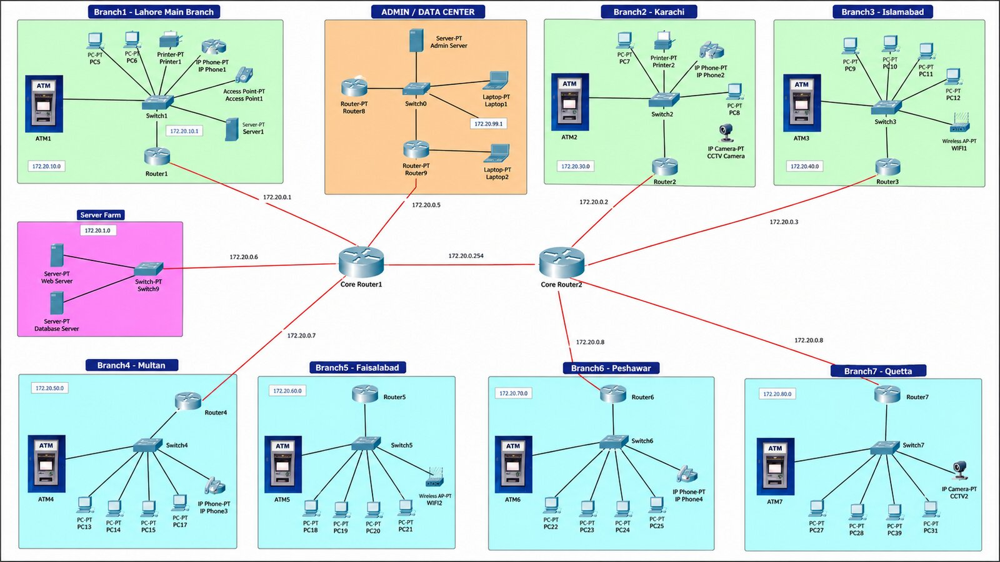 Branch1 - Lahore Main Branch
PC-PT
PC5
PC-PT
PC6
Printer-PT
Printer1
IP Phone-PT
IP Phone1
Access Point-PT
Access Point1
ATM
ATM1
Switch1
Server-PT
Server1
172.20.10.1
172.20.10.0
Router1
ADMIN / DATA CENTER
Server-PT
Admin Server
Router-PT
Router8
Switch0
Laptop-PT
Laptop1
172.20.99.1
Router-PT
Router9
Laptop-PT
Laptop2
Branch2 - Karachi
PC-PT
PC7
Printer-PT
Printer2
IP Phone-PT
IP Phone2
ATM
ATM2
Switch2
PC-PT
PC8
IP Camera-PT
CCTV Camera
172.20.30.0
Router2
Branch3 - Islamabad
PC-PT
PC9
PC-PT
PC10
PC-PT
PC11
PC-PT
PC12
ATM
ATM3
Switch3
Wireless AP-PT
WIFI1
172.20.40.0
Router3
172.20.0.1
172.20.0.5
172.20.0.2
172.20.0.3
Server Farm
172.20.1.0
Server-PT
Web Server
Switch-PT
Switch9
Server-PT
Database Server
172.20.0.6
Core Router1
172.20.0.254
Core Router2
172.20.0.7
172.20.0.8
172.20.0.8
Branch4 - Multan
172.20.50.0
Router4
ATM
ATM4
Switch4
PC-PT
PC13
PC-PT
PC14
PC-PT
PC15
PC-PT
PC17
IP Phone-PT
IP Phone3
Branch5 - Faisalabad
172.20.60.0
Router5
ATM
ATM5
Switch5
Wireless AP-PT
WIFI2
PC-PT
PC18
PC-PT
PC19
PC-PT
PC20
PC-PT
PC21
Branch6 - Peshawar
172.20.70.0
Router6
ATM
ATM6
Switch6
IP Phone-PT
IP Phone4
PC-PT
PC22
PC-PT
PC23
PC-PT
PC24
PC-PT
PC25
Branch7 - Quetta
172.20.80.0
Router7
ATM
ATM7
Switch7
IP Camera-PT
CCTV2
PC-PT
PC27
PC-PT
PC28
PC-PT
PC39
PC-PT
PC31